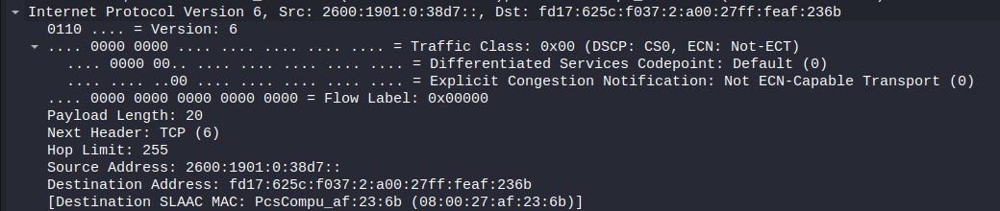 Internet Protocol Version 6, Src: 2600:1901:0:38d7::, Dst: fd17:625c:f037:2:a00:27ff:feaf:236b
0110 .... = Version: 6
.... 0000 0000 .... .... .... .... .... = Traffic Class: 0x00 (DSCP: CS0, ECN: Not-ECT)
.... 0000 00.. .... .... .... .... .... = Differentiated Services Codepoint: Default (0)
.... .... ..00 .... .... .... .... .... = Explicit Congestion Notification: Not ECN-Capable Transport (0)
.... 0000 0000 0000 0000 0000 = Flow Label: 0x00000
Payload Length: 20
Next Header: TCP (6)
Hop Limit: 255
Source Address: 2600:1901:0:38d7::
Destination Address: fd17:625c:f037:2:a00:27ff:feaf:236b
[Destination SLAAC MAC: PcsCompu_af:23:6b (08:00:27:af:23:6b)]